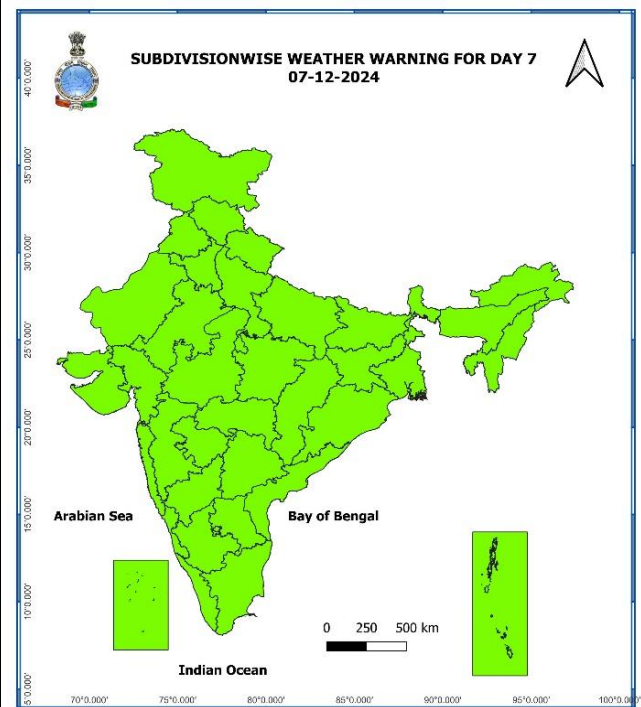 SUBDIVISIONWISE WEATHER WARNING FOR DAY 7
07-12-2024
40°0.000'
35°0.000'
30°0.000'
25°0.000'
20°0.000'
15°0.000'
10°0.000'
5°0.000'
Arabian Sea
Bay of Bengal
0 250 500 km
Indian Ocean
70°0.000' 75°0.000' 80°0.000' 85°0.000' 90°0.000' 95°0.000' 100°0.000'